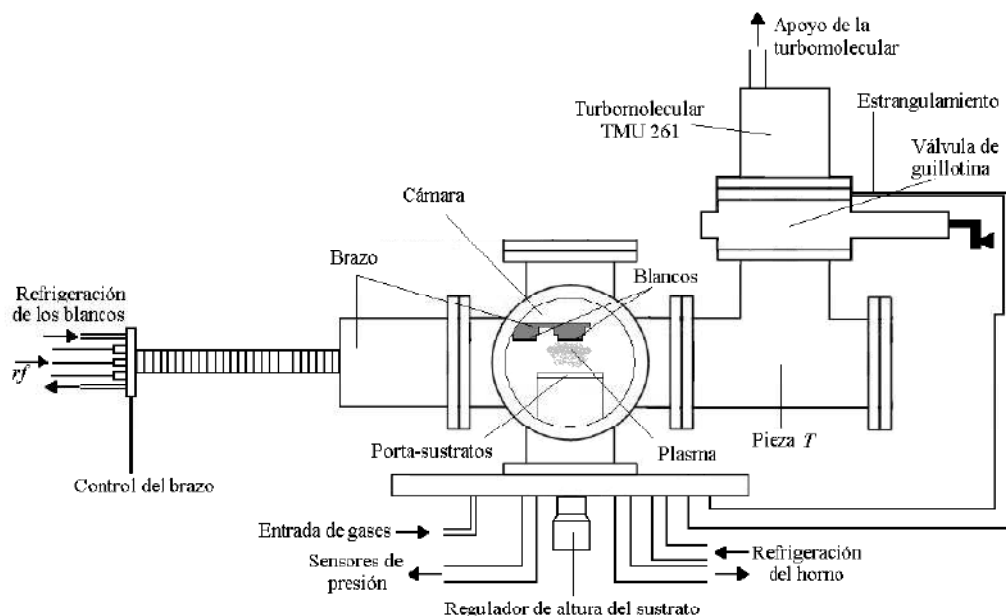 Apoyo de la
turbomolecular
Turbomolecular
TMU 261
Estrangulamiento
Válvula de
guillotina
Cámara
Brazo
Blancos
Refrigeración
de los blancos
rf
Control del brazo
Porta-sustratos
Plasma
Pieza T
Entrada de gases
Sensores de
presión
Refrigeración
del horno
Regulador de altura del sustrato